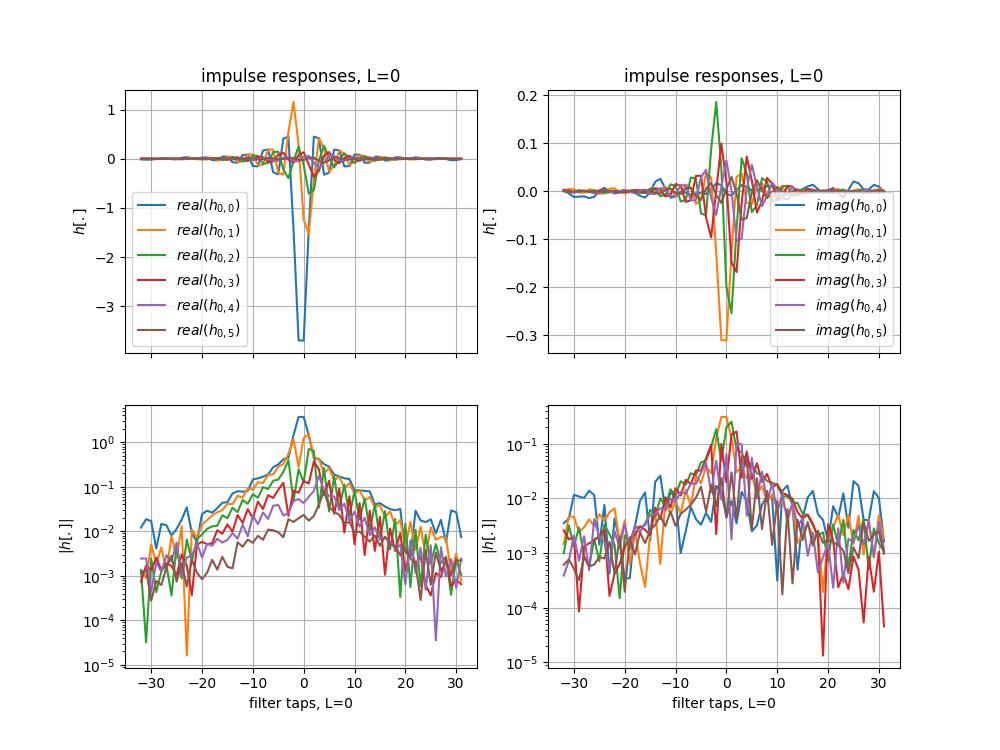 impulse responses, L=0
impulse responses, L=0
1
0
−1
−2
−3
h[.]
real(h0,0)
real(h0,1)
real(h0,2)
real(h0,3)
real(h0,4)
real(h0,5)
0.2
0.1
0.0
−0.1
−0.2
−0.3
h[.]
imag(h0,0)
imag(h0,1)
imag(h0,2)
imag(h0,3)
imag(h0,4)
imag(h0,5)
10^0
10^−1
10^−2
10^−3
10^−4
10^−5
|h[.]|
−30 −20 −10 0 10 20 30
filter taps, L=0
10^−1
10^−2
10^−3
10^−4
10^−5
|h[.]|
−30 −20 −10 0 10 20 30
filter taps, L=0